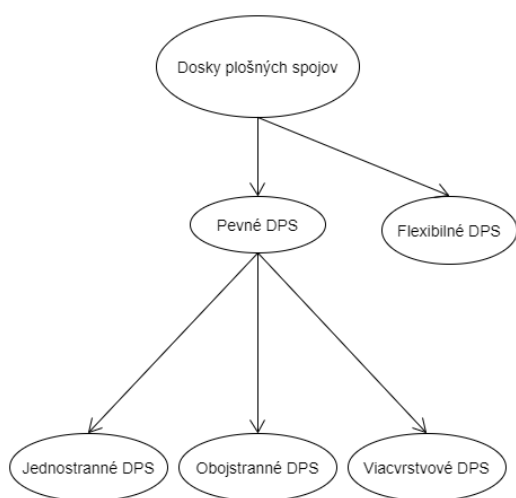 Dosky plošných spojov
Pevné DPS
Flexibilné DPS
Jednostranné DPS
Obojstranné DPS
Viacvrstvové DPS